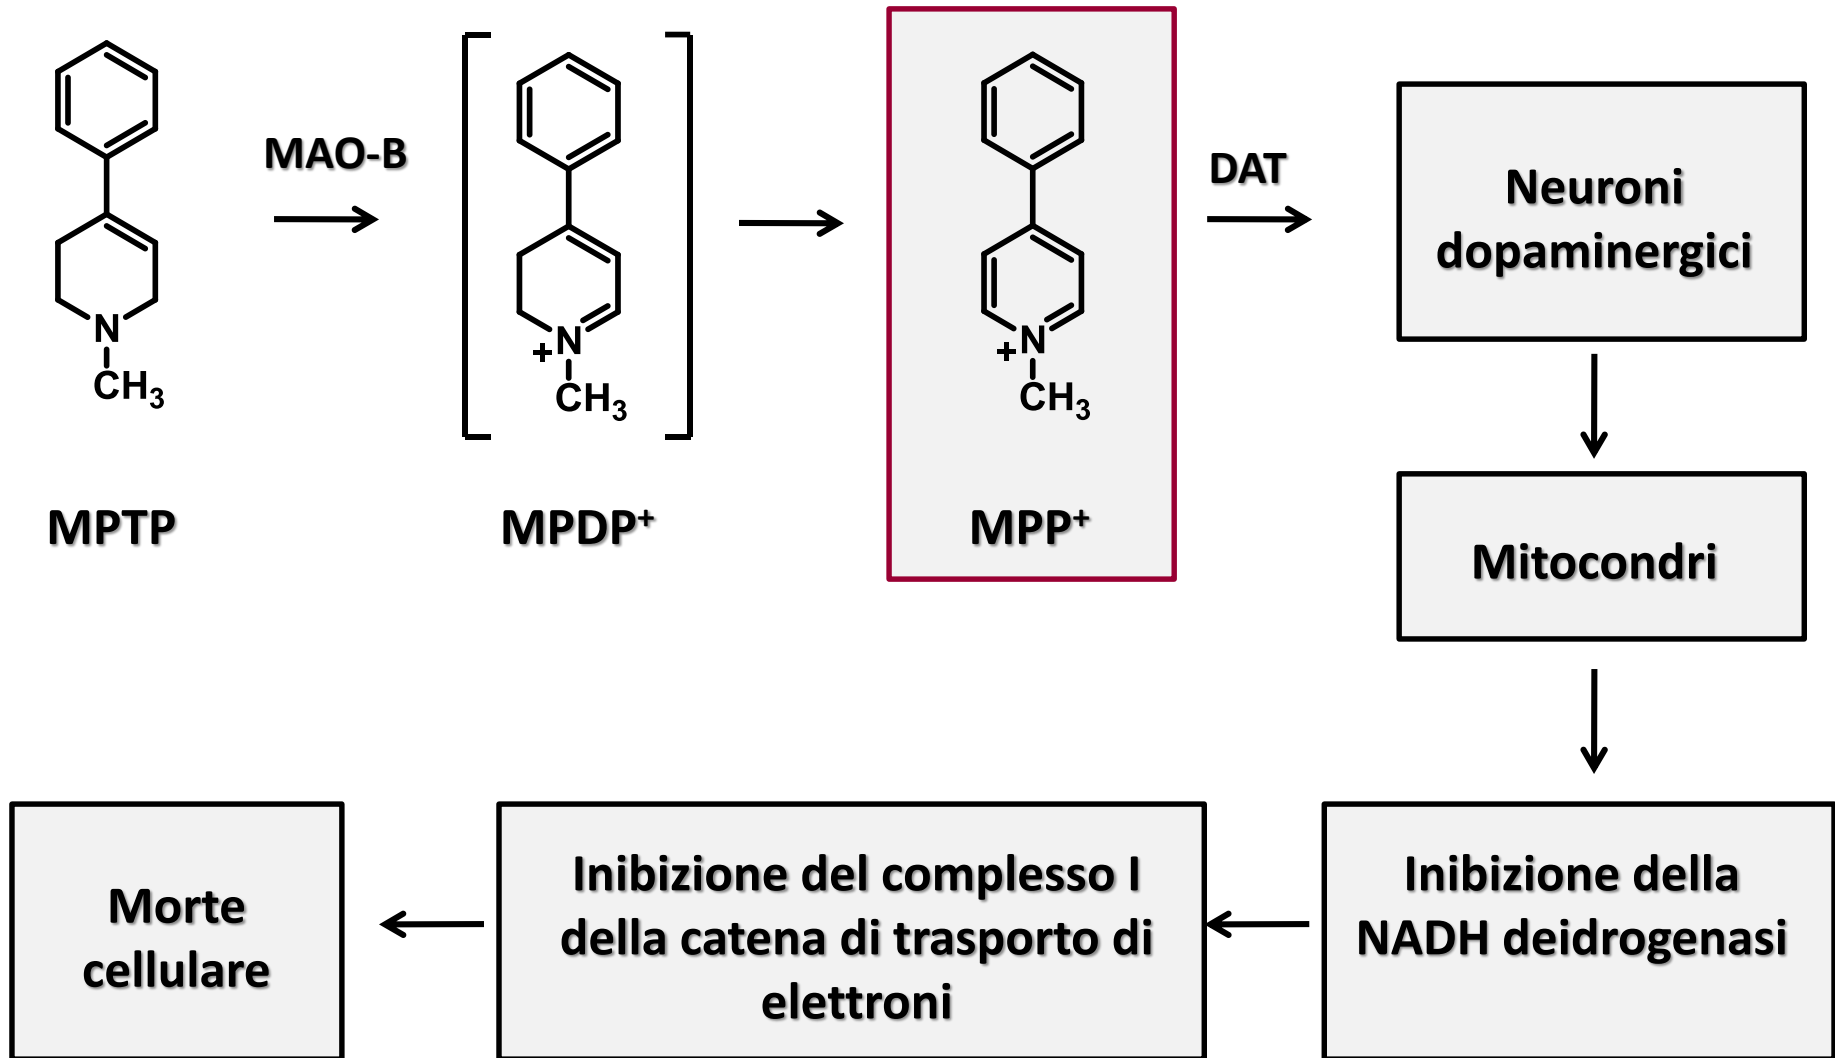 N
CH₃
MPTP
MAO-B
+
N
CH₃
MPDP⁺
+
N
CH₃
MPP⁺
DAT
Neuroni
dopaminergici
Mitocondri
Inibizione della
NADH deidrogenasi
Inibizione del complesso I
della catena di trasporto di
elettroni
Morte
cellulare